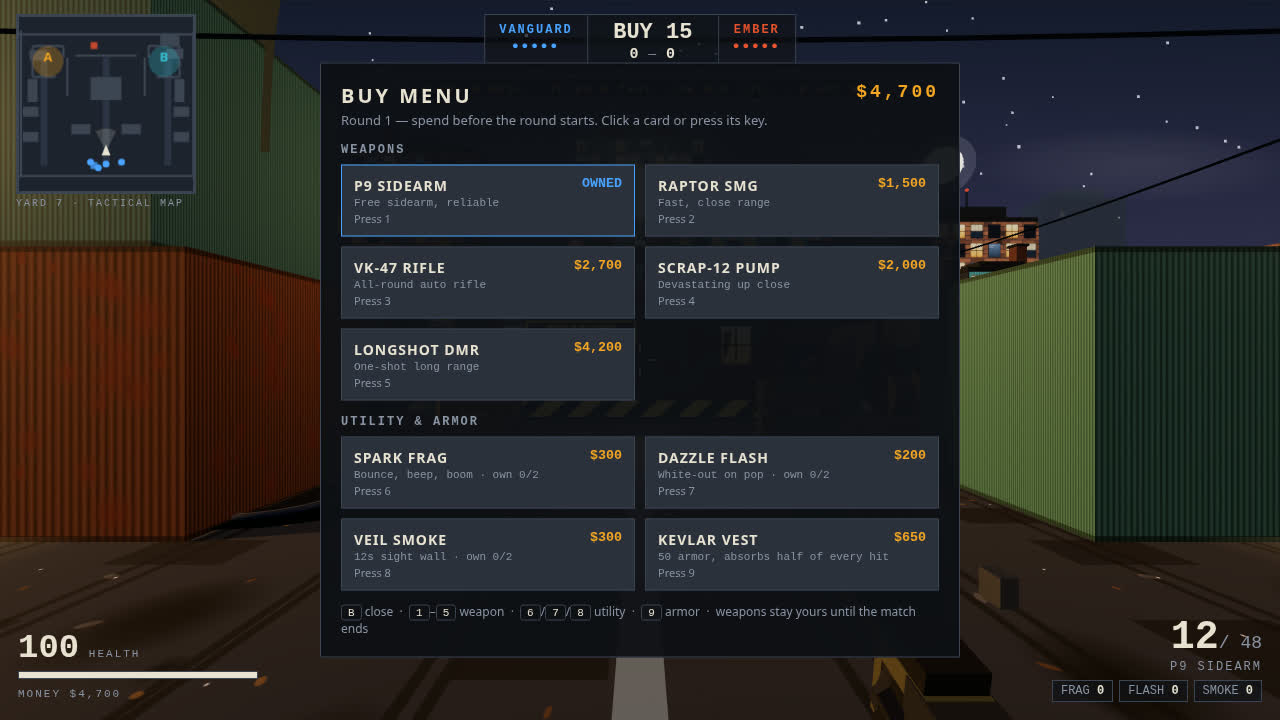 A
B
YARD 7 · TACTICAL MAP
VANGUARD
BUY 15
0 — 0
EMBER
BUY MENU
$4,700
Round 1 — spend before the round starts. Click a card or press its key.
WEAPONS
P9 SIDEARM
OWNED
Free sidearm, reliable
Press 1
RAPTOR SMG
$1,500
Fast, close range
Press 2
VK-47 RIFLE
$2,700
All-round auto rifle
Press 3
SCRAP-12 PUMP
$2,000
Devastating up close
Press 4
LONGSHOT DMR
$4,200
One-shot long range
Press 5
UTILITY & ARMOR
SPARK FRAG
$300
Bounce, beep, boom · own 0/2
Press 6
DAZZLE FLASH
$200
White-out on pop · own 0/2
Press 7
VEIL SMOKE
$300
12s sight wall · own 0/2
Press 8
KEVLAR VEST
$650
50 armor, absorbs half of every hit
Press 9
B close · 1–5 weapon · 6/7/8 utility · 9 armor · weapons stay yours until the match
ends
100 HEALTH
MONEY $4,700
12 / 48
P9 SIDEARM
FRAG 0
FLASH 0
SMOKE 0